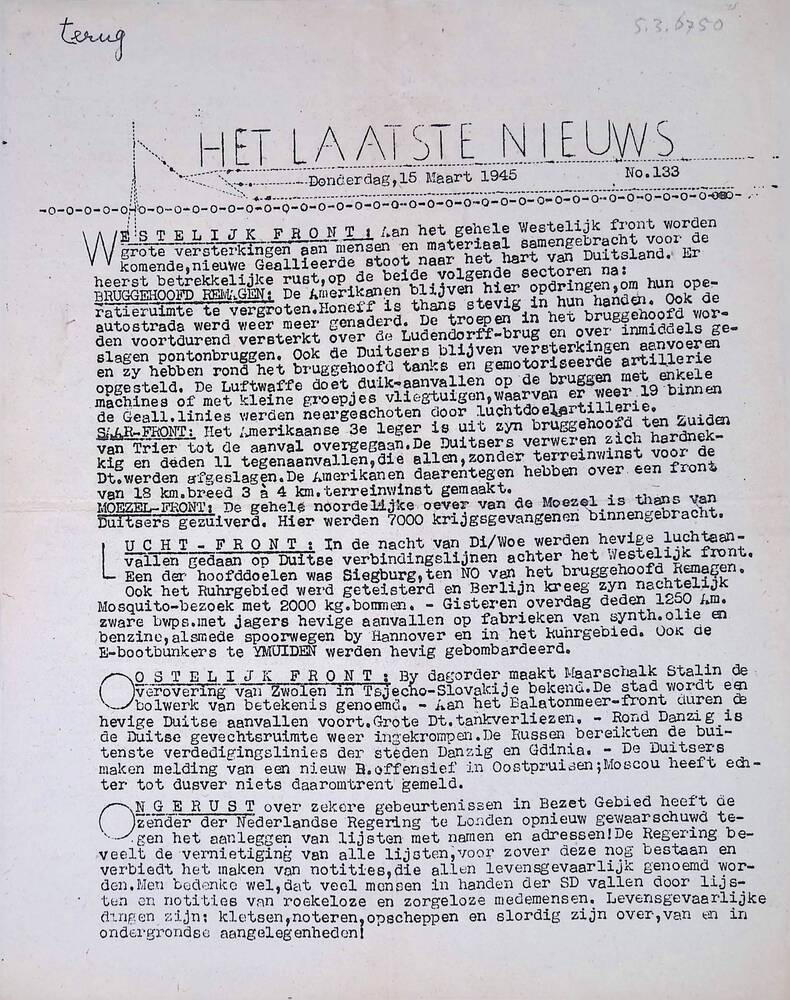 terug
5.3.6750
HET LAATSTE NIEUWS
Donderdag,15 Maart 1945 No.133
WESTELIJK FRONT: Aan het gehele Westelijk front worden
grote versterkingen aan mensen en materiaal samengebracht voor de
komende,nieuwe Geallieerde stoot naar het hart van Duitsland. Er
heerst betrekkelijke rust,op de beide volgende sectoren na:
BRUGGEHOOFD REMAGEN: De Amerikanen blijven hier opdringen,om hun ope-
ratieruimte te vergroten.Honeff is thans stevig in hun handen. Ook de
autostrada werd weer meer genaderd. De troepen in het bruggehoofd wor-
den voortdurend versterkt over de Ludendorff-brug en over inmiddels ge-
slagen pontonbruggen. Ook de Duitsers blijven versterkingen aanvoeren
en zy hebben rond het bruggehoofd tanks en gemotoriseerde artillerie
opgesteld. De Luftwaffe doet duik-aanvallen op de bruggen met enkele
machines of met kleine groepjes vliegtuigen,waarvan er weer 19 binnen
de Geall.linies werden neergeschoten door luchtdoelartillerie.
SAAR-FRONT: Het Amerikaanse 3e leger is uit zyn bruggehoofd ten Zuiden
van Trier tot de aanval overgegaan.De Duitsers verweren zich hardnek-
kig en deden 11 tegenaanvallen,die allen,zonder terreinwinst voor de
Dt.werden afgeslagen.De Amerikanen daarentegen hebben over een front
van 18 km.breed 3 à 4 km.terreinwinst gemaakt.
MOEZEL-FRONT: De gehele noordelijke oever van de Moezel is thans van
Duitsers gezuiverd. Hier werden 7000 krijgsgevangenen binnengebracht.
LUCHT-FRONT: In de nacht van Di/Woe werden hevige luchtaan-
vallen gedaan op Duitse verbindingslijnen achter het Westelijk front.
Een der hoofddoelen was Siegburg,ten NO van het bruggehoofd Remagen.
Ook het Ruhrgebied werd geteisterd en Berlijn kreeg zyn nachtelijk
Mosquito-bezoek met 2000 kg.bommen. - Gisteren overdag deden 1250 Am.
zware bwps.met jagers hevige aanvallen op fabrieken van synth.olie en
benzine,alsmede spoorwegen by Hannover en in het Ruhrgebied. Ook de
E-bootbunkers te YMUIDEN werden hevig gebombardeerd.
OOSTELIJK FRONT: By dagorder maakt Maarschalk Stalin de
verovering van Zwolen in Tsjecho-Slovakije bekend.De stad wordt een
bolwerk van betekenis genoemd. - Aan het Balatonmeer-front duren de
hevige Duitse aanvallen voort.Grote Dt.tankverliezen. - Rond Danzig is
de Duitse gevechtsruimte weer ingekrompen.De Russen bereikten de bui-
tenste verdedigingslinies der steden Danzig en Gdinia. - De Duitsers
maken melding van een nieuw R.offensief in Oostpruisen;Moscou heeft ech-
ter tot dusver niets daaromtrent gemeld.
ONGERUST over zekere gebeurtenissen in Bezet Gebied heeft de
zender der Nederlandse Regering te Londen opnieuw gewaarschuwd te-
gen het aanleggen van lijsten met namen en adressen!De Regering be-
veelt de vernietiging van alle lijsten,voor zover deze nog bestaan en
verbiedt het maken van notities,die allen levensgevaarlijk genoemd wor-
den.Men bedenke wel,dat veel mensen in handen der SD vallen door lijs-
ten en notities van roekeloze en zorgeloze medemensen. Levensgevaarlijke
dingen zijn: kletsen,noteren,opscheppen en slordig zijn over,van en in
ondergrondse aangelegenheden!